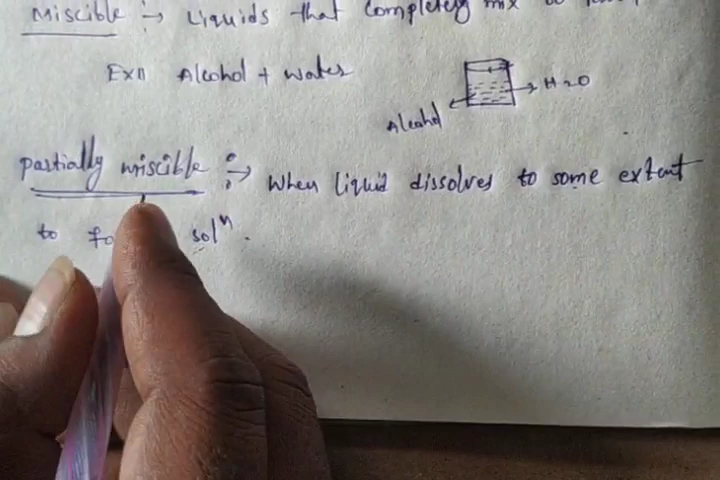 Miscible :→ Liquids that completely mix
Ex॥ Alcohol + water
H2O
Alcohol
partially miscible :→ When liquid dissolves to some extent
to solⁿ.